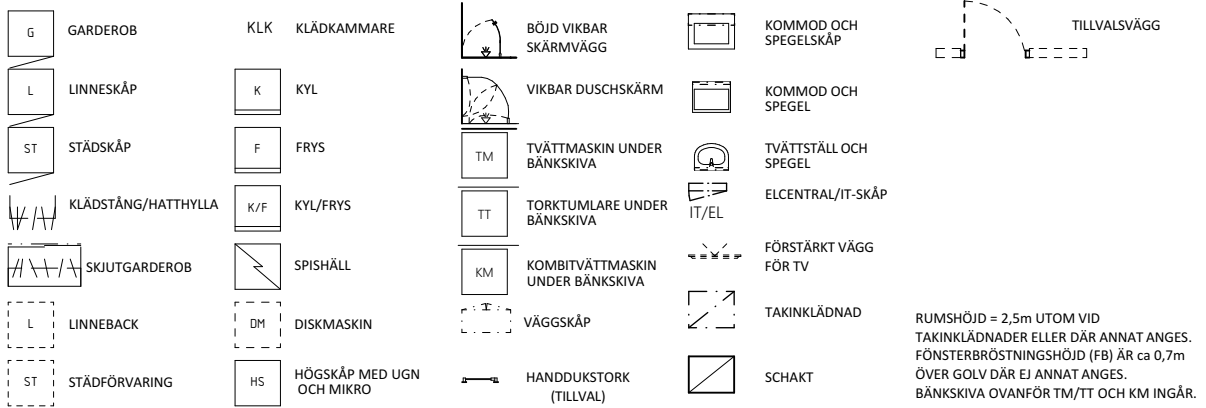 G
GARDEROB
L
LINNESKÅP
ST
STÄDSKÅP
KLÄDSTÅNG/HATTHYLLA
SKJUTGARDEROB
L
LINNEBACK
ST
STÄDFÖRVARING
KLK
KLÄDKAMMARE
K
KYL
F
FRYS
K/F
KYL/FRYS
SPISHÄLL
DM
DISKMASKIN
HS
HÖGSKÅP MED UGN
OCH MIKRO
BÖJD VIKBAR
SKÄRMVÄGG
VIKBAR DUSCHSKÄRM
TM
TVÄTTMASKIN UNDER
BÄNKSKIVA
TT
TORKTUMLARE UNDER
BÄNKSKIVA
KM
KOMBITVÄTTMASKIN
UNDER BÄNKSKIVA
VÄGGSKÅP
HANDDUKSTORK
(TILLVAL)
KOMMOD OCH
SPEGELSKÅP
KOMMOD OCH
SPEGEL
TVÄTTSTÄLL OCH
SPEGEL
IT/EL
ELCENTRAL/IT-SKÅP
FÖRSTÄRKT VÄGG
FÖR TV
TAKINKLÄDNAD
SCHAKT
TILLVALSVÄGG
RUMSHÖJD = 2,5m UTOM VID
TAKINKLÄDNADER ELLER DÄR ANNAT ANGES.
FÖNSTERBRÖSTNINGSHÖJD (FB) ÄR ca 0,7m
ÖVER GOLV DÄR EJ ANNAT ANGES.
BÄNKSKIVA OVANFÖR TM/TT OCH KM INGÅR.